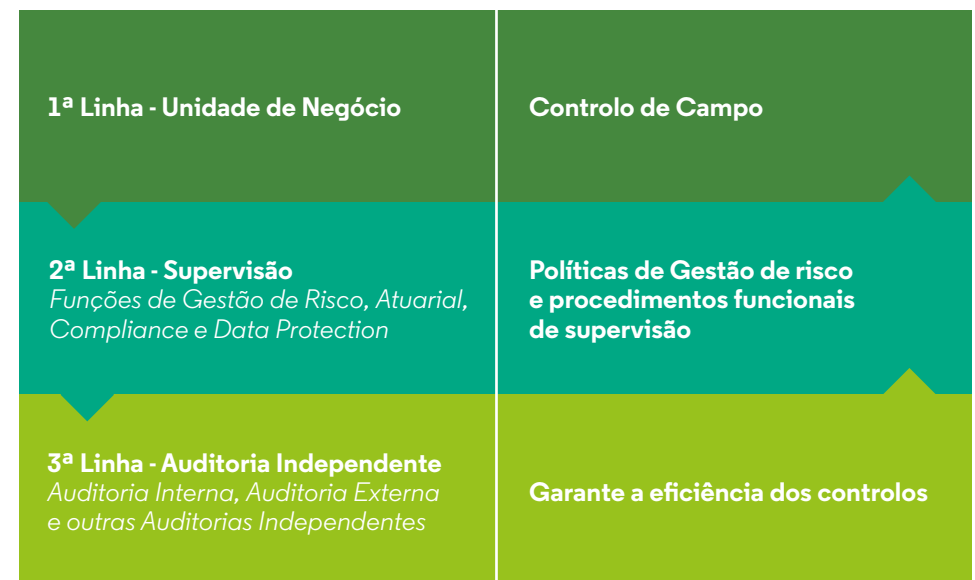 1ª Linha - Unidade de Negócio
Controlo de Campo
2ª Linha - Supervisão
Funções de Gestão de Risco, Atuarial,
Compliance e Data Protection
Políticas de Gestão de risco
e procedimentos funcionais
de supervisão
3ª Linha - Auditoria Independente
Auditoria Interna, Auditoria Externa
e outras Auditorias Independentes
Garante a eficiência dos controlos